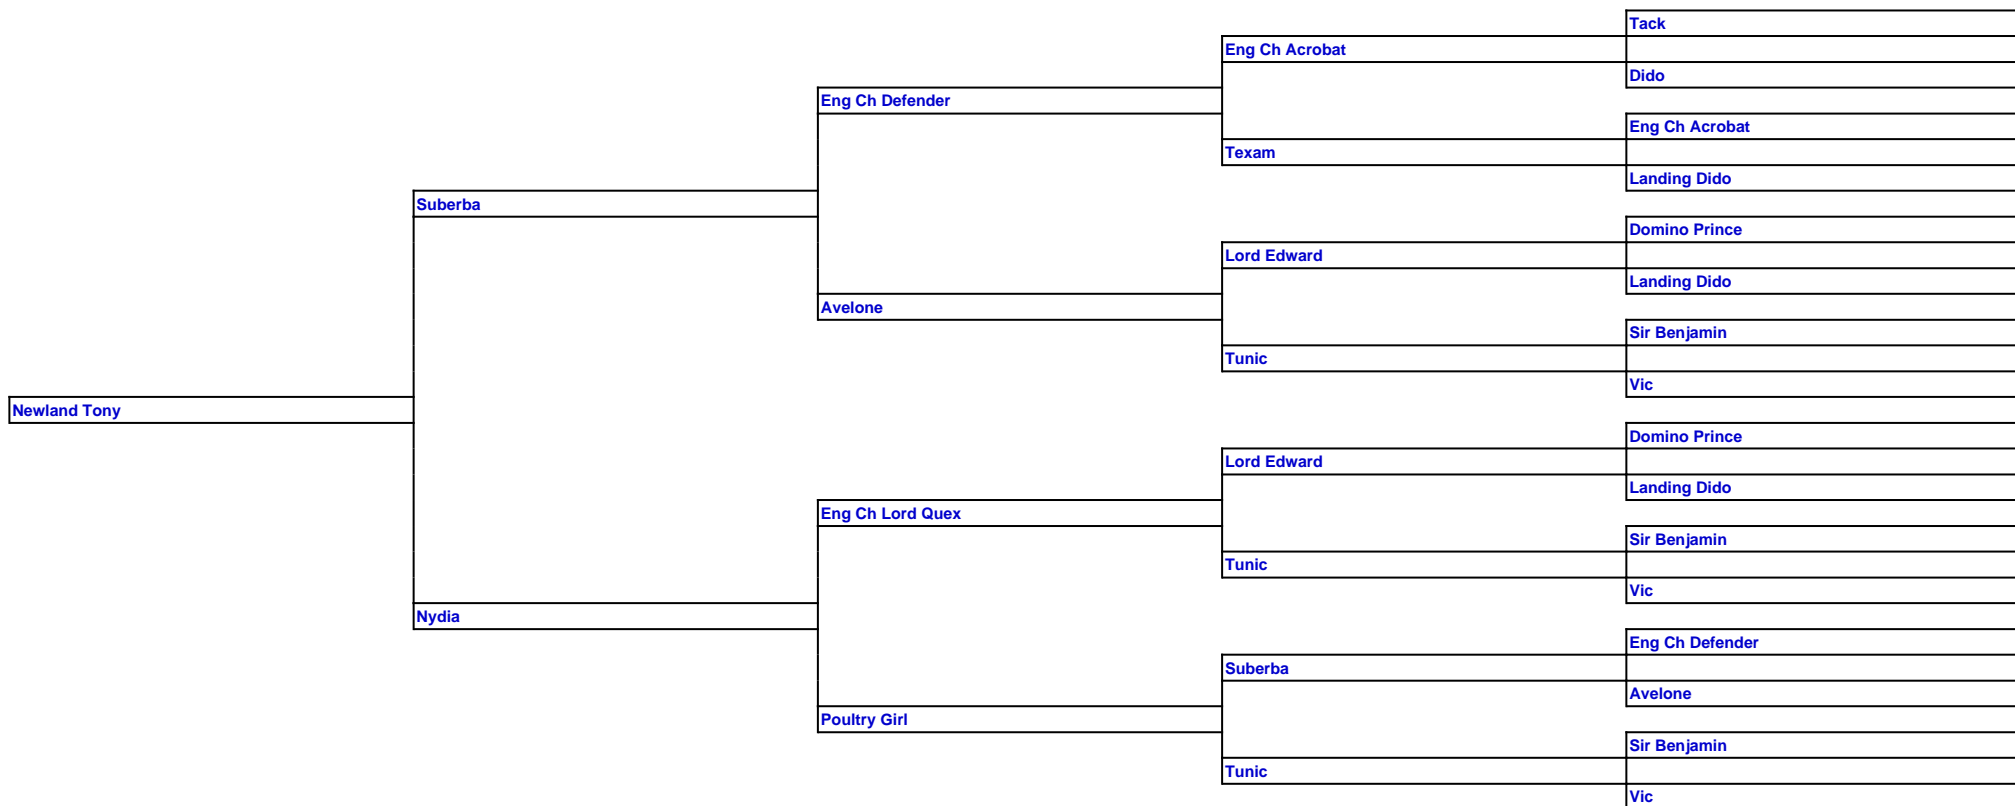 Tack
Eng Ch Acrobat
Dido
Eng Ch Defender
Eng Ch Acrobat
Texam
Landing Dido
Suberba
Domino Prince
Lord Edward
Landing Dido
Avelone
Sir Benjamin
Tunic
Vic
Newland Tony
Domino Prince
Lord Edward
Landing Dido
Eng Ch Lord Quex
Sir Benjamin
Tunic
Vic
Nydia
Eng Ch Defender
Suberba
Avelone
Poultry Girl
Sir Benjamin
Tunic
Vic